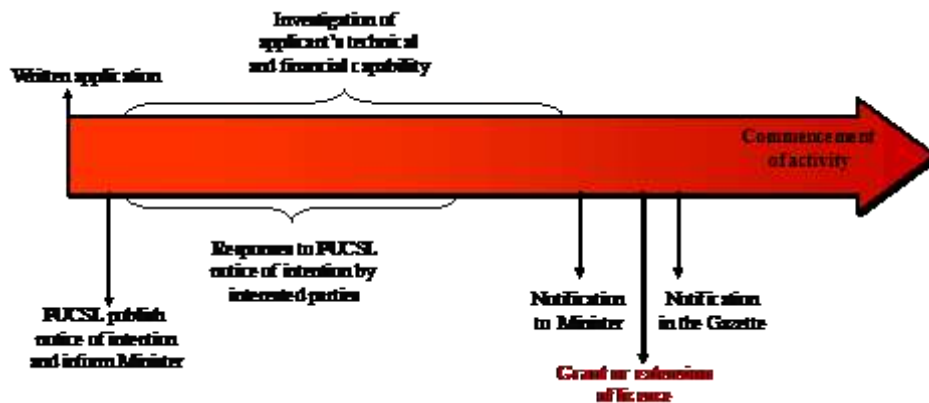 Investigation of
applicant's technical
and financial capability
Written application
Commencement
of activity
Responses to PUCSL
notice of intention by
interested parties
PUCSL publish
notice of intention
and inform Minister
Notification
to Minister
Notification
in the Gazette
Grant or extension
of licence